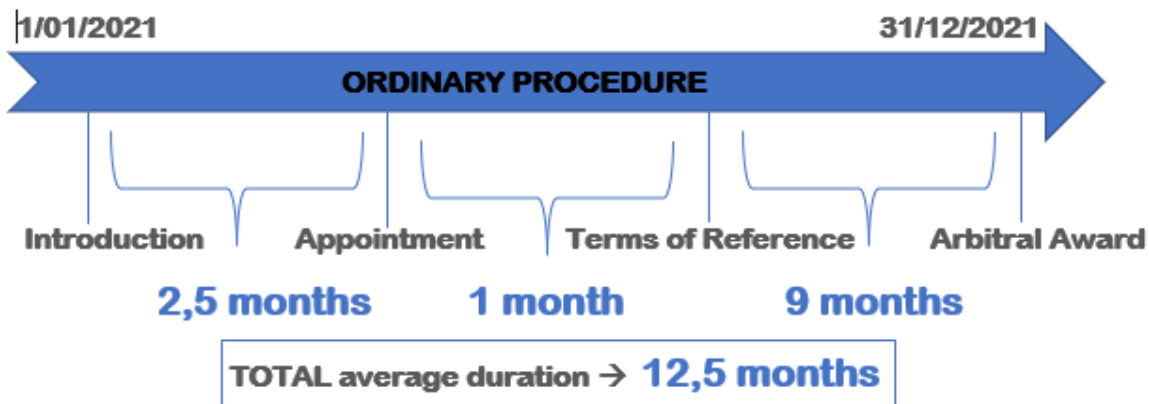 1/01/2021 31/12/2021
ORDINARY PROCEDURE
Introduction Appointment Terms of Reference Arbitral Award
2,5 months 1 month 9 months
TOTAL average duration → 12,5 months